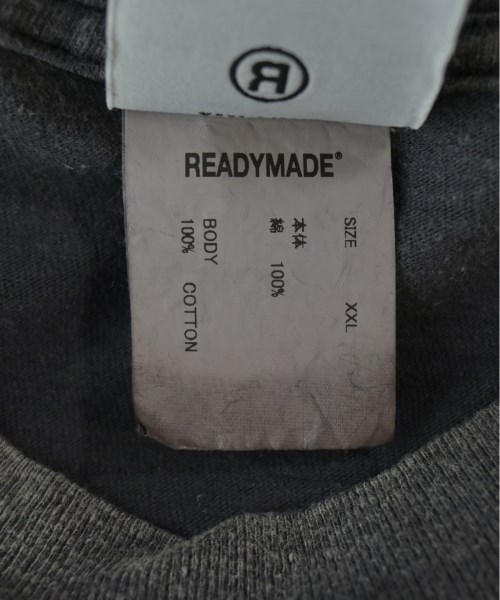 R
READYMADE®
SIZE XXL
本体
綿 100%
BODY
100% COTTON